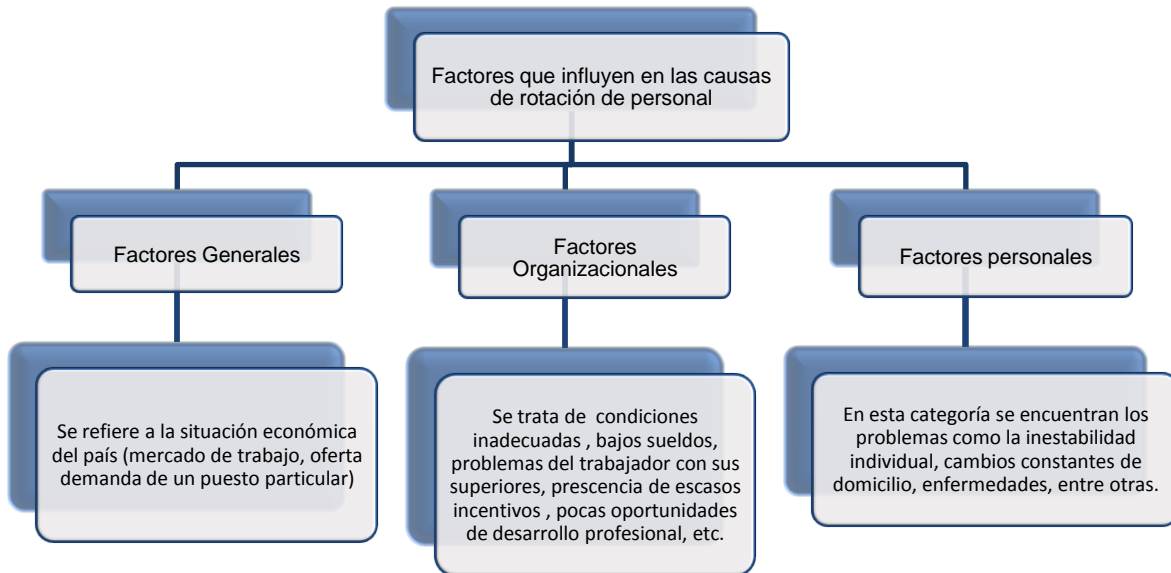 Factores que influyen en las causas
de rotación de personal
Factores Generales
Factores
Organizacionales
Factores personales
Se refiere a la situación económica
del país (mercado de trabajo, oferta
demanda de un puesto particular)
Se trata de condiciones
inadecuadas , bajos sueldos,
problemas del trabajador con sus
superiores, prescencia de escasos
incentivos , pocas oportunidades
de desarrollo profesional, etc.
En esta categoría se encuentran los
problemas como la inestabilidad
individual, cambios constantes de
domicilio, enfermedades, entre otras.